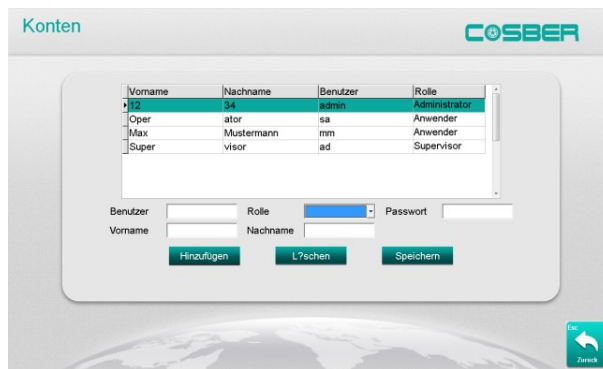 Konten
COSBER
Vorname Nachname Benutzer Rolle
12 34 admin Administrator
Oper ator sa Anwender
Max Mustermann mm Anwender
Super visor ad Supervisor
Benutzer Rolle Passwort
Vorname Nachname
Hinzufügen L?schen Speichern
Esc
Zurück